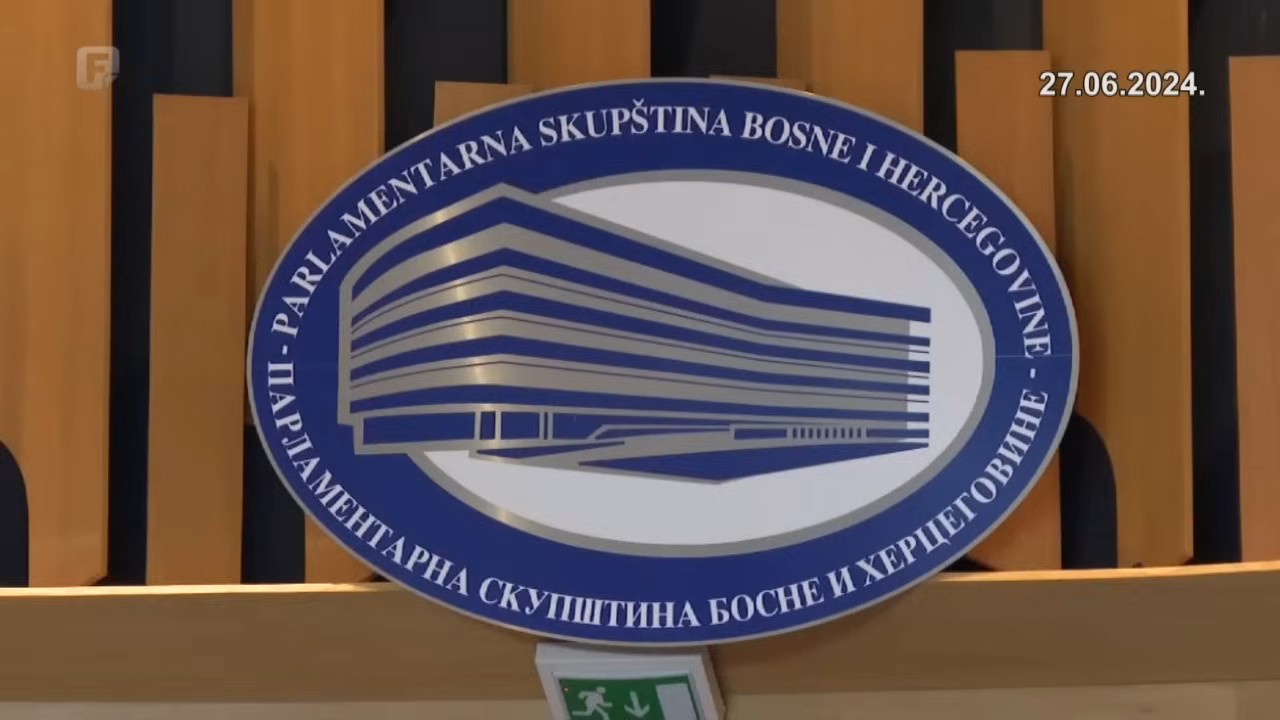 F
27.06.2024.
PARLAMENTARNA SKUPŠTINA BOSNE I HERCEGOVINE -
ПАРЛАМЕНТАРНА СКУПШТИНА БОСНЕ И ХЕРЦЕГОВИНЕ -